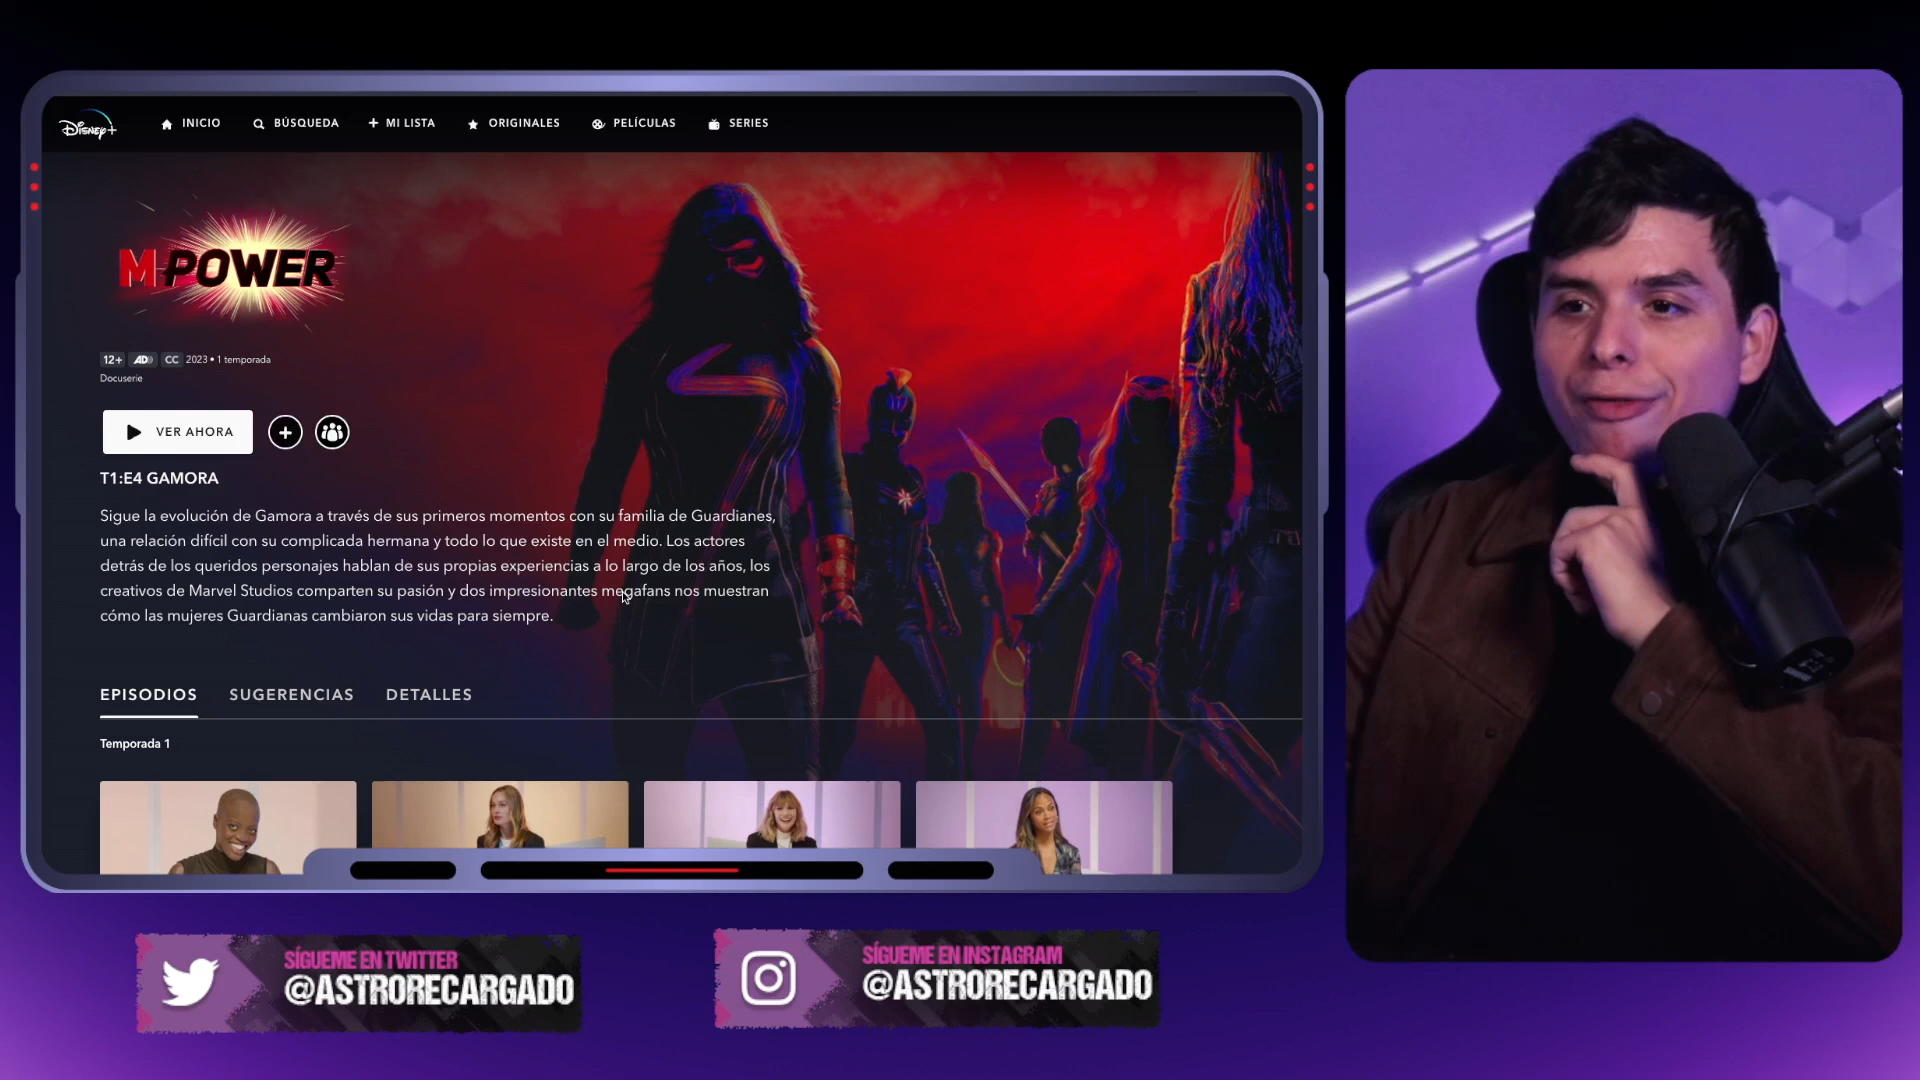 Disney+
INICIO
BÚSQUEDA
MI LISTA
ORIGINALES
PELÍCULAS
SERIES
M POWER
12+ AD CC 2023 • 1 temporada
Docuserie
VER AHORA
T1:E4 GAMORA
Sigue la evolución de Gamora a través de sus primeros momentos con su familia de Guardianes,
una relación difícil con su complicada hermana y todo lo que existe en el medio. Los actores
detrás de los queridos personajes hablan de sus propias experiencias a lo largo de los años, los
creativos de Marvel Studios comparten su pasión y dos impresionantes megafans nos muestran
cómo las mujeres Guardianas cambiaron sus vidas para siempre.
EPISODIOS
SUGERENCIAS
DETALLES
Temporada 1
SÍGUEME EN TWITTER
@ASTRORECARGADO
SÍGUEME EN INSTAGRAM
@ASTRORECARGADO